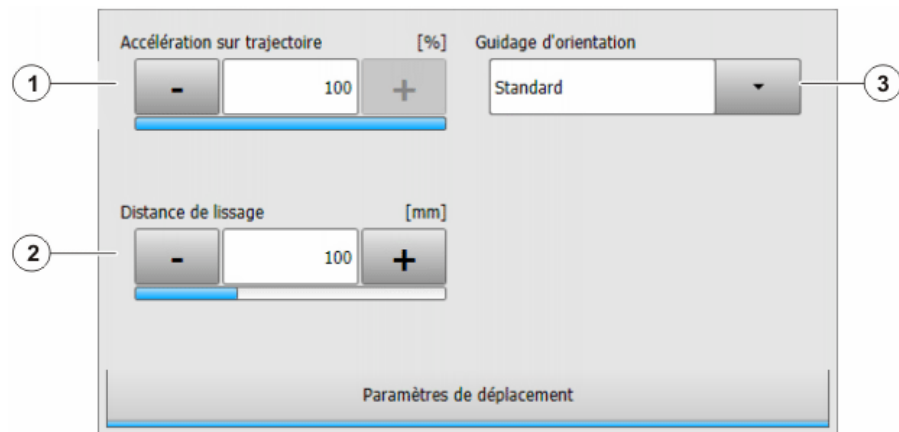 Accélération sur trajectoire [%] Guidage d'orientation
1 - 100 + Standard 3
Distance de lissage [mm]
2 - 100 +
Paramètres de déplacement